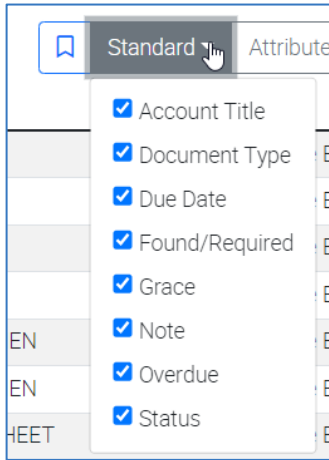 Standard
Attribute
Account Title
Document Type
Due Date
Found/Required
Grace
Note
EN
Overdue
EN
Status
HEET